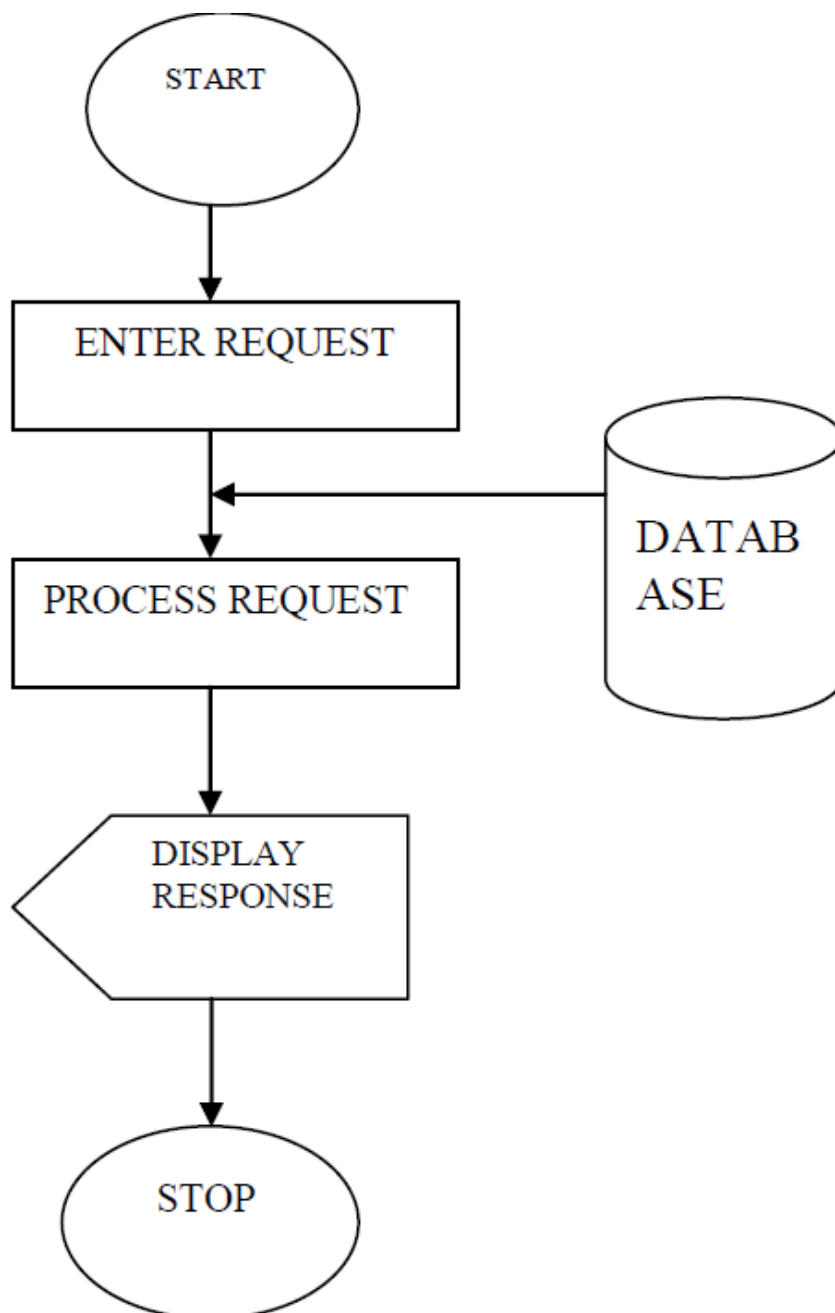 START
ENTER REQUEST
DATAB
ASE
PROCESS REQUEST
DISPLAY
RESPONSE
STOP